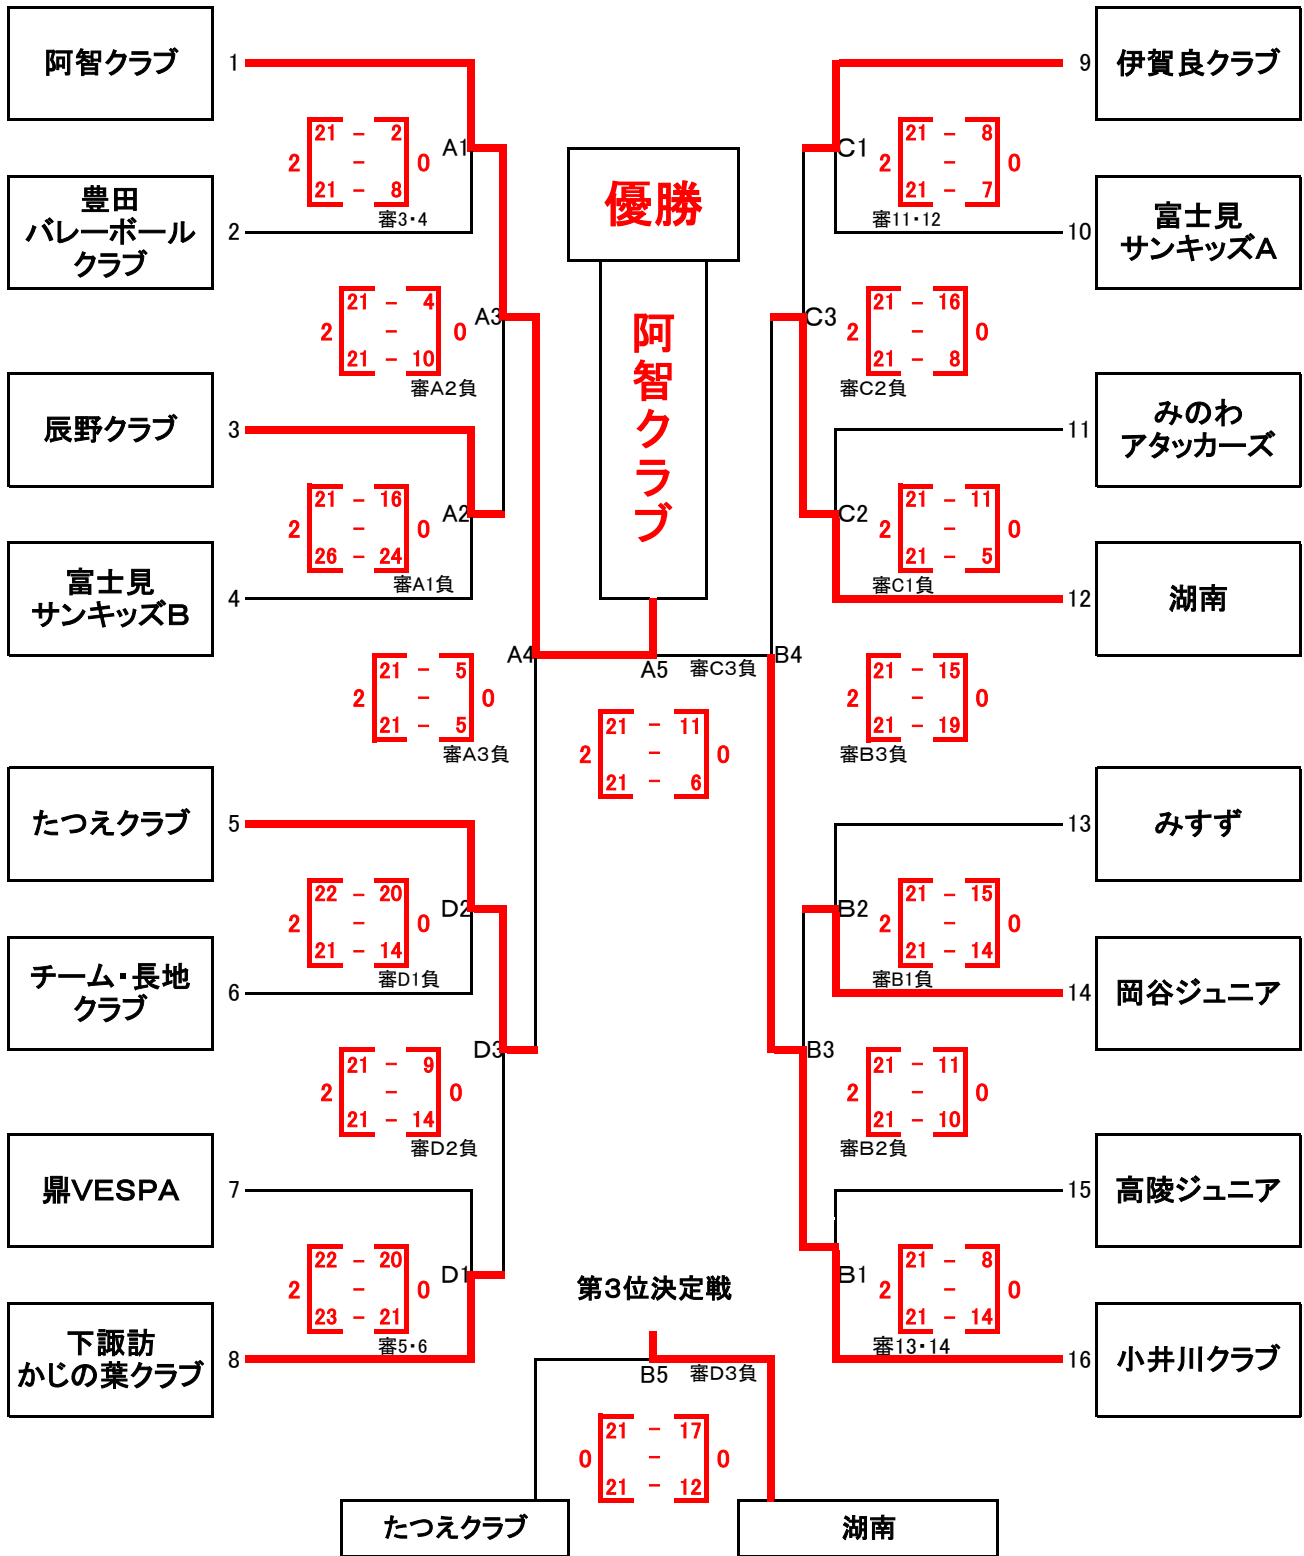 阿智クラブ
1
9
伊賀良クラブ
21 - 2
2 - 0
21 - 8
A1
審3・4
C1
21 - 8
2 - 0
21 - 7
審11・12
優勝
豊田
バレーボール
クラブ
2
10
富士見
サンキッズA
21 - 4
2 - 0
21 - 10
A3
審A2負
阿智クラブ
C3
21 - 16
2 - 0
21 - 8
審C2負
辰野クラブ
3
11
みのわ
アタッカーズ
21 - 16
2 - 0
26 - 24
A2
審A1負
C2
21 - 11
2 - 0
21 - 5
審C1負
富士見
サンキッズB
4
12
湖南
A4
A5
審C3負
B4
21 - 5
2 - 0
21 - 5
審A3負
21 - 11
2 - 0
21 - 6
21 - 15
2 - 0
21 - 19
審B3負
たつえクラブ
5
13
みすず
22 - 20
2 - 0
21 - 14
D2
審D1負
B2
21 - 15
2 - 0
21 - 14
審B1負
チーム・長地
クラブ
6
14
岡谷ジュニア
D3
21 - 9
2 - 0
21 - 14
審D2負
B3
21 - 11
2 - 0
21 - 10
審B2負
鼎VESPA
7
15
高陵ジュニア
22 - 20
2 - 0
23 - 21
D1
審5・6
B1
21 - 8
2 - 0
21 - 14
審13・14
下諏訪
かじの葉クラブ
8
16
小井川クラブ
第3位決定戦
B5
審D3負
21 - 17
0 - 0
21 - 12
たつえクラブ
湖南